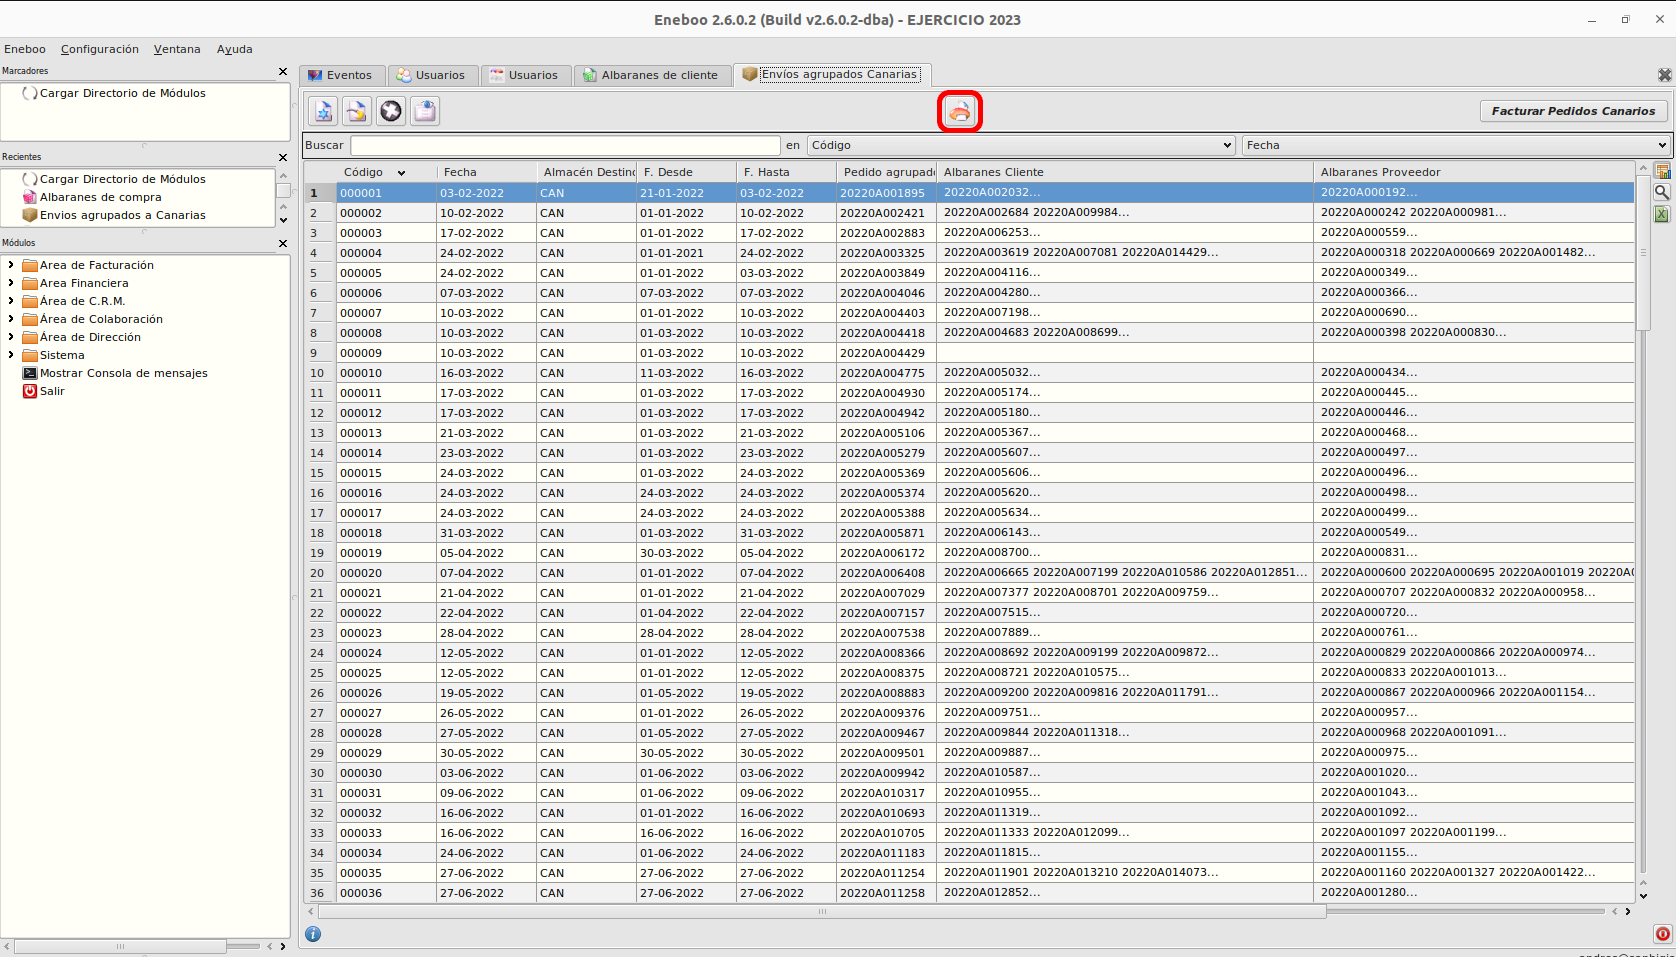 Eneboo 2.6.0.2 (Build v2.6.0.2-dba) - EJERCICIO 2023
Eneboo Configuración Ventana Ayuda
Marcadores
Cargar Directorio de Módulos
Recientes
Cargar Directorio de Módulos
Albaranes de compra
Envios agrupados a Canarias
Módulos
Area de Facturación
Area Financiera
Área de C.R.M.
Área de Colaboración
Área de Dirección
Sistema
Mostrar Consola de mensajes
Salir
Eventos Usuarios Usuarios Albaranes de cliente Envíos agrupados Canarias
Facturar Pedidos Canarios
Buscar en Código Fecha
Código Fecha Almacén Destino F. Desde F. Hasta Pedido agrupado Albaranes Cliente Albaranes Proveedor
1 000001 03-02-2022 CAN 21-01-2022 03-02-2022 20220A001895 20220A002032... 20220A000192...
2 000002 10-02-2022 CAN 01-01-2022 10-02-2022 20220A002421 20220A002684 20220A009984... 20220A000242 20220A000981...
3 000003 17-02-2022 CAN 01-01-2022 17-02-2022 20220A002883 20220A006253... 20220A000559...
4 000004 24-02-2022 CAN 01-01-2021 24-02-2022 20220A003325 20220A003619 20220A007081 20220A014429... 20220A000318 20220A000669 20220A001482...
5 000005 24-02-2022 CAN 01-01-2022 03-03-2022 20220A003849 20220A004116... 20220A000349...
6 000006 07-03-2022 CAN 07-03-2022 07-03-2022 20220A004046 20220A004280... 20220A000366...
7 000007 10-03-2022 CAN 01-01-2022 10-03-2022 20220A004403 20220A007198... 20220A000690...
8 000008 10-03-2022 CAN 01-03-2022 10-03-2022 20220A004418 20220A004683 20220A008699... 20220A000398 20220A000830...
9 000009 10-03-2022 CAN 01-03-2022 10-03-2022 20220A004429
10 000010 16-03-2022 CAN 11-03-2022 16-03-2022 20220A004775 20220A005032... 20220A000434...
11 000011 17-03-2022 CAN 01-03-2022 17-03-2022 20220A004930 20220A005174... 20220A000445...
12 000012 17-03-2022 CAN 01-03-2022 17-03-2022 20220A004942 20220A005180... 20220A000446...
13 000013 21-03-2022 CAN 01-03-2022 21-03-2022 20220A005106 20220A005367... 20220A000468...
14 000014 23-03-2022 CAN 01-03-2022 23-03-2022 20220A005279 20220A005607... 20220A000497...
15 000015 24-03-2022 CAN 01-03-2022 24-03-2022 20220A005369 20220A005606... 20220A000496...
16 000016 24-03-2022 CAN 24-03-2022 24-03-2022 20220A005374 20220A005620... 20220A000498...
17 000017 24-03-2022 CAN 24-03-2022 24-03-2022 20220A005388 20220A005634... 20220A000499...
18 000018 31-03-2022 CAN 01-03-2022 31-03-2022 20220A005871 20220A006143... 20220A000549...
19 000019 05-04-2022 CAN 30-03-2022 05-04-2022 20220A006172 20220A008700... 20220A000831...
20 000020 07-04-2022 CAN 01-01-2022 07-04-2022 20220A006408 20220A006665 20220A007199 20220A010586 20220A012851... 20220A000600 20220A000695 20220A001019 20220A0
21 000021 21-04-2022 CAN 01-01-2022 21-04-2022 20220A007029 20220A007377 20220A008701 20220A009759... 20220A000707 20220A000832 20220A000958...
22 000022 22-04-2022 CAN 01-04-2022 22-04-2022 20220A007157 20220A007515... 20220A000720...
23 000023 28-04-2022 CAN 28-04-2022 28-04-2022 20220A007538 20220A007889... 20220A000761...
24 000024 12-05-2022 CAN 01-01-2022 12-05-2022 20220A008366 20220A008692 20220A009199 20220A009872... 20220A000829 20220A000866 20220A000974...
25 000025 12-05-2022 CAN 01-01-2022 12-05-2022 20220A008375 20220A008721 20220A010575... 20220A000833 20220A001013...
26 000026 19-05-2022 CAN 01-05-2022 19-05-2022 20220A008883 20220A009200 20220A009816 20220A011791... 20220A000867 20220A000966 20220A001154...
27 000027 26-05-2022 CAN 01-01-2022 26-05-2022 20220A009376 20220A009751... 20220A000957...
28 000028 27-05-2022 CAN 01-05-2022 27-05-2022 20220A009467 20220A009844 20220A011318... 20220A000968 20220A001091...
29 000029 30-05-2022 CAN 30-05-2022 30-05-2022 20220A009501 20220A009887... 20220A000975...
30 000030 03-06-2022 CAN 01-06-2022 03-06-2022 20220A009942 20220A010587... 20220A001020...
31 000031 09-06-2022 CAN 01-06-2022 09-06-2022 20220A010317 20220A010955... 20220A001043...
32 000032 16-06-2022 CAN 01-01-2022 16-06-2022 20220A010693 20220A011319... 20220A001092...
33 000033 16-06-2022 CAN 16-06-2022 16-06-2022 20220A010705 20220A011333 20220A012099... 20220A001097 20220A001199...
34 000034 24-06-2022 CAN 01-06-2022 24-06-2022 20220A011183 20220A011815... 20220A001155...
35 000035 27-06-2022 CAN 27-06-2022 27-06-2022 20220A011254 20220A011901 20220A013210 20220A014073... 20220A001160 20220A001327 20220A001422...
36 000036 27-06-2022 CAN 27-06-2022 27-06-2022 20220A011258 20220A012852... 20220A001280...